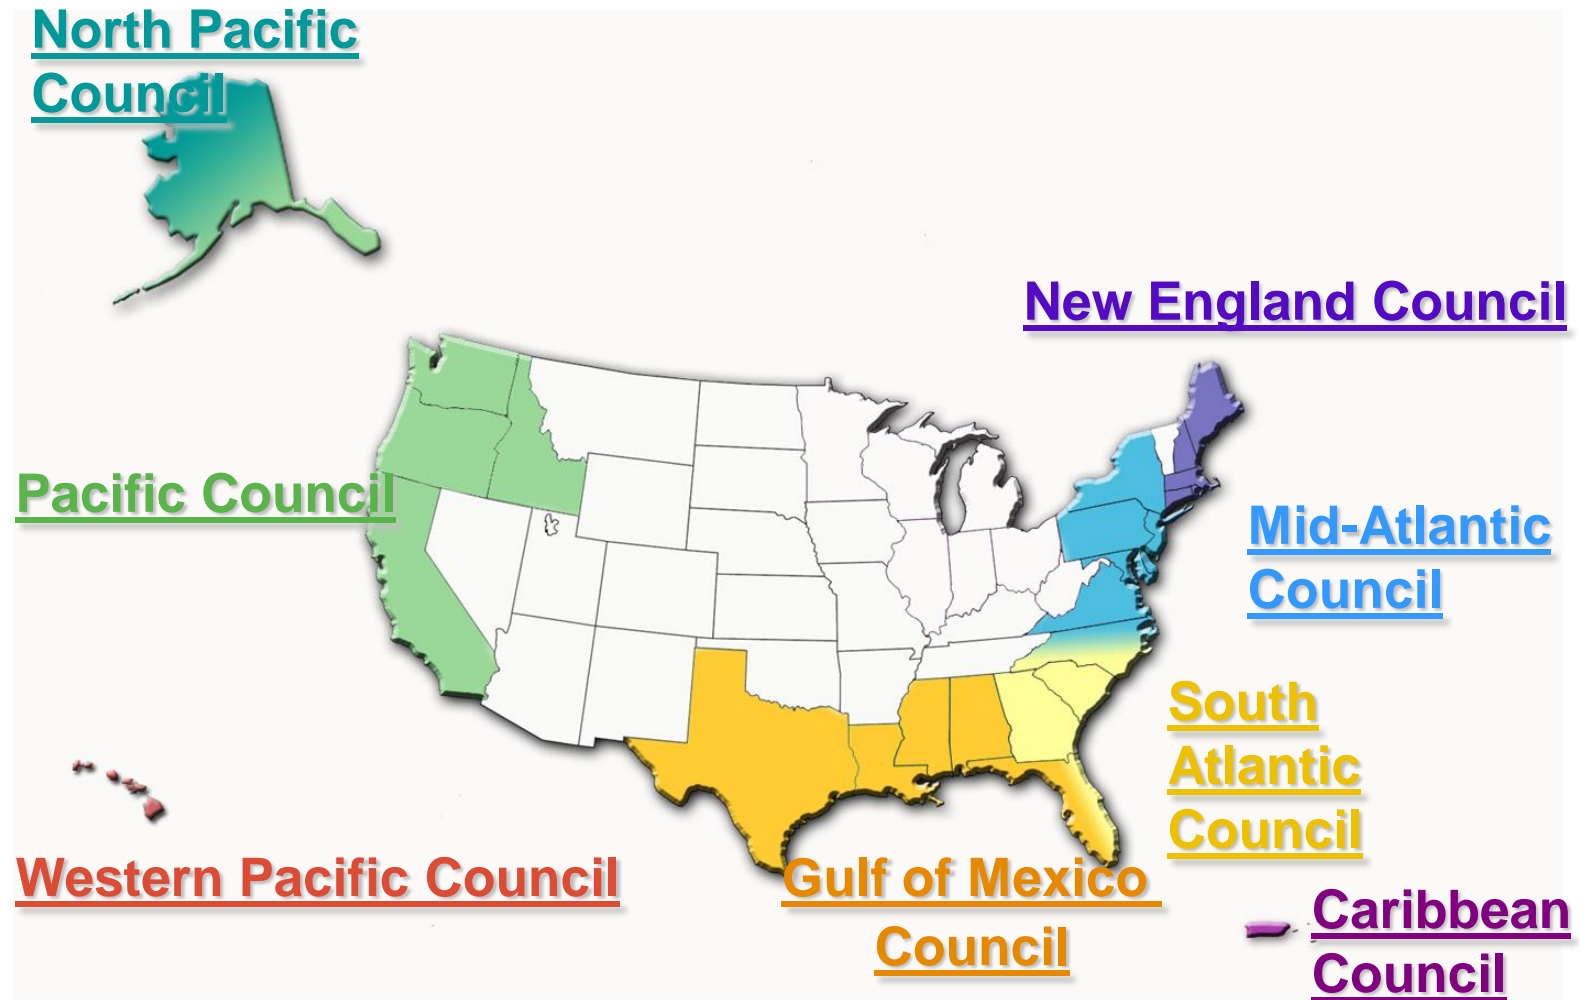 North Pacific
Council
New England Council
Pacific Council
Mid-Atlantic
Council
South
Atlantic
Council
Western Pacific Council
Gulf of Mexico
Council
Caribbean
Council